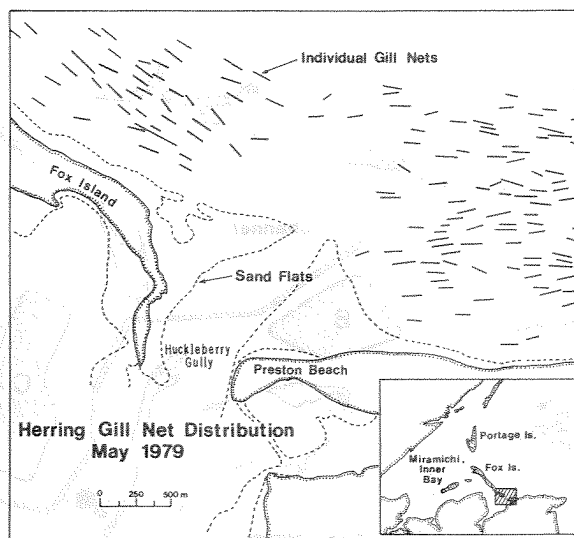 Individual Gill Nets
Fox Island
Sand Flats
Huckleberry
Gully
Preston Beach
Herring Gill Net Distribution
May 1979
0 250 500 m
Portage Is.
Miramichi
Inner
Bay
Fox Is.